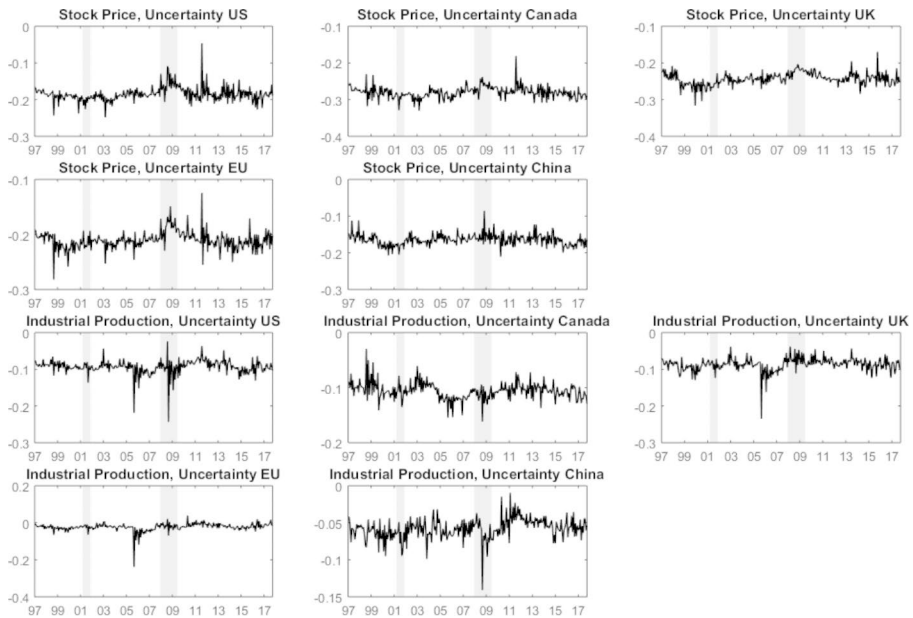 Stock Price, Uncertainty US
0
-0.1
-0.2
-0.3
97 99 01 03 05 07 09 11 13 15 17
Stock Price, Uncertainty Canada
-0.1
-0.2
-0.3
-0.4
97 99 01 03 05 07 09 11 13 15 17
Stock Price, Uncertainty UK
-0.1
-0.2
-0.3
-0.4
97 99 01 03 05 07 09 11 13 15 17
Stock Price, Uncertainty EU
-0.1
-0.2
-0.3
97 99 01 03 05 07 09 11 13 15 17
Stock Price, Uncertainty China
0
-0.1
-0.2
-0.3
97 99 01 03 05 07 09 11 13 15 17
Industrial Production, Uncertainty US
0
-0.1
-0.2
-0.3
97 99 01 03 05 07 09 11 13 15 17
Industrial Production, Uncertainty Canada
0
-0.1
-0.2
97 99 01 03 05 07 09 11 13 15 17
Industrial Production, Uncertainty UK
0
-0.1
-0.2
-0.3
97 99 01 03 05 07 09 11 13 15 17
Industrial Production, Uncertainty EU
0.2
0
-0.2
-0.4
97 99 01 03 05 07 09 11 13 15 17
Industrial Production, Uncertainty China
0
-0.05
-0.1
-0.15
97 99 01 03 05 07 09 11 13 15 17